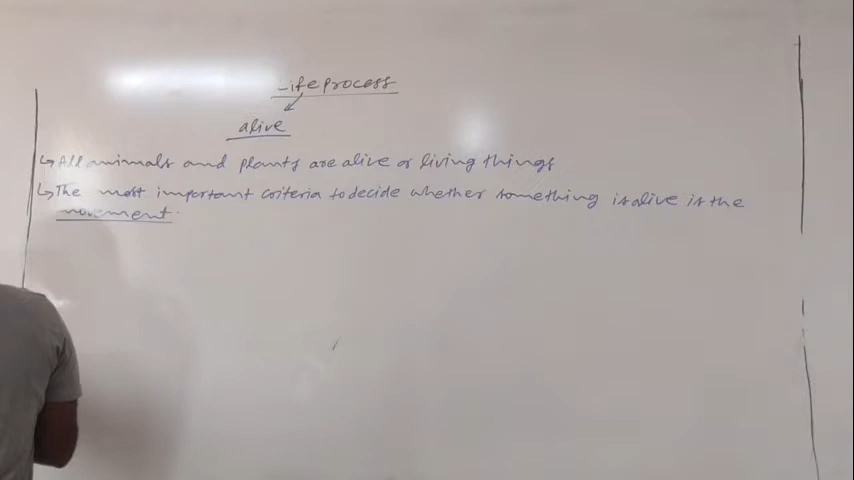 Life process
alive
↳ All animals and plants are alive or living things
↳ The most important criteria to decide whether something is alive is the
movement.